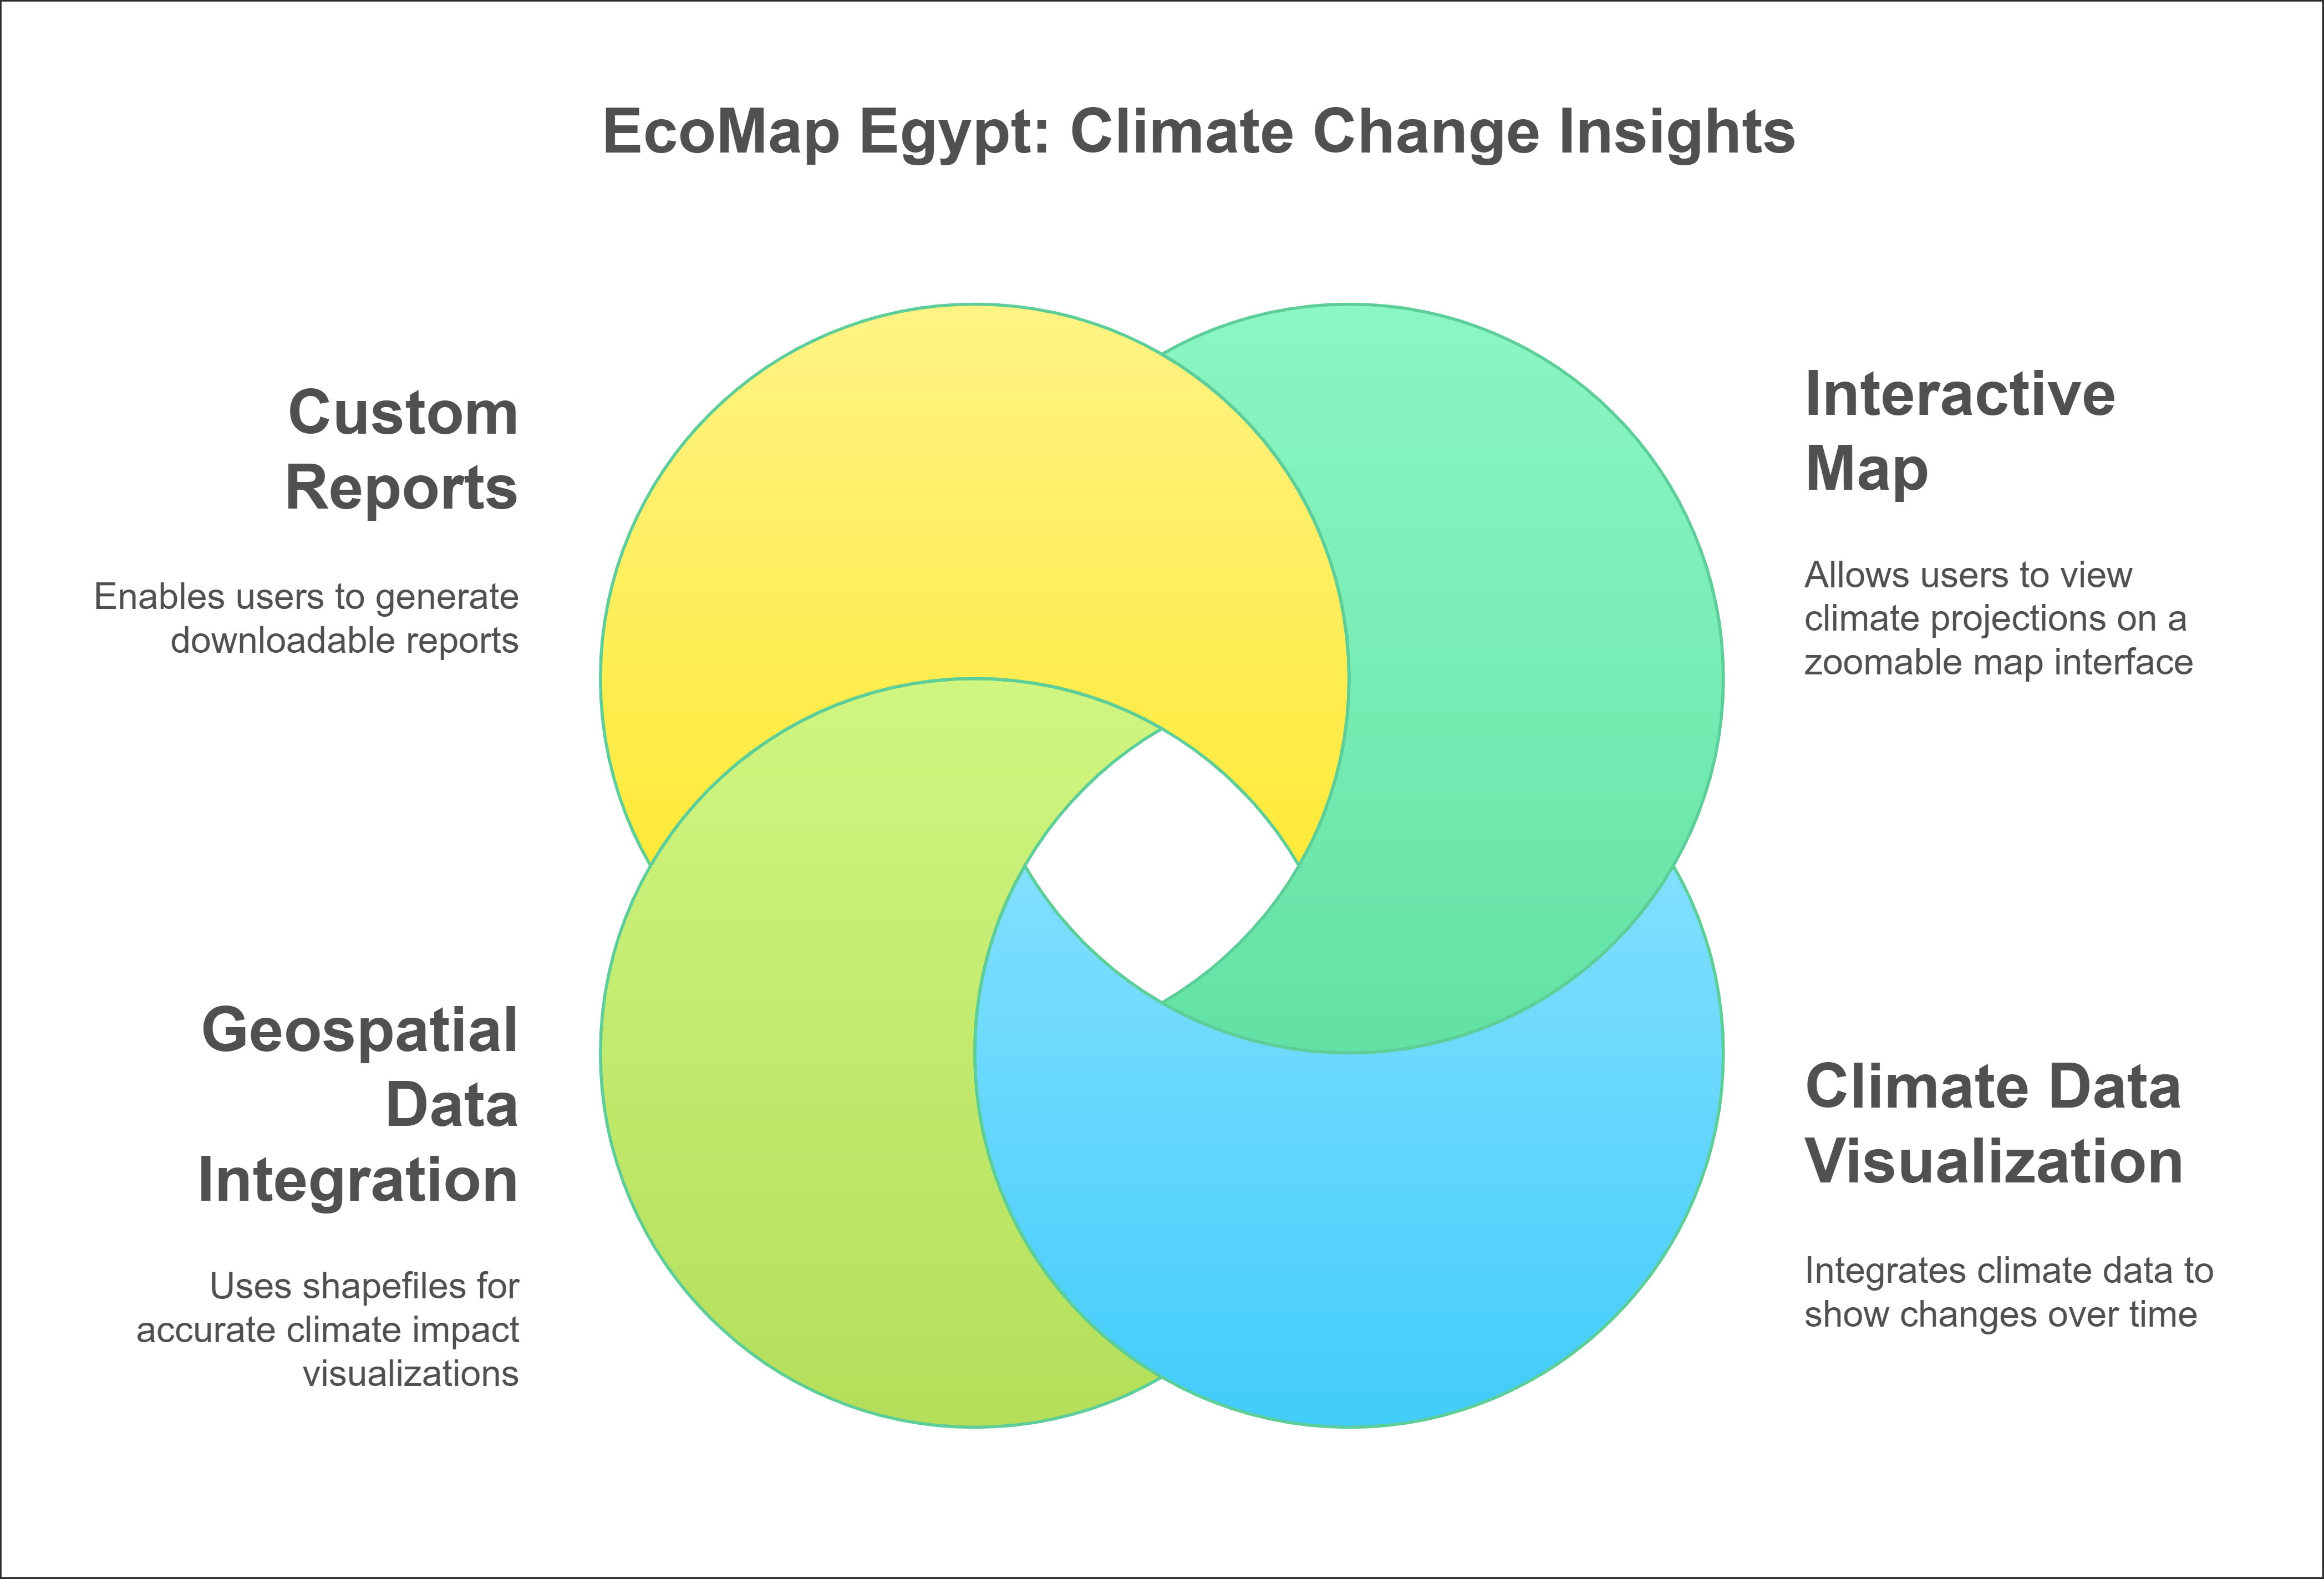 EcoMap Egypt: Climate Change Insights
Custom
Reports
Enables users to generate
downloadable reports
Interactive
Map
Allows users to view
climate projections on a
zoomable map interface
Geospatial
Data
Integration
Uses shapefiles for
accurate climate impact
visualizations
Climate Data
Visualization
Integrates climate data to
show changes over time